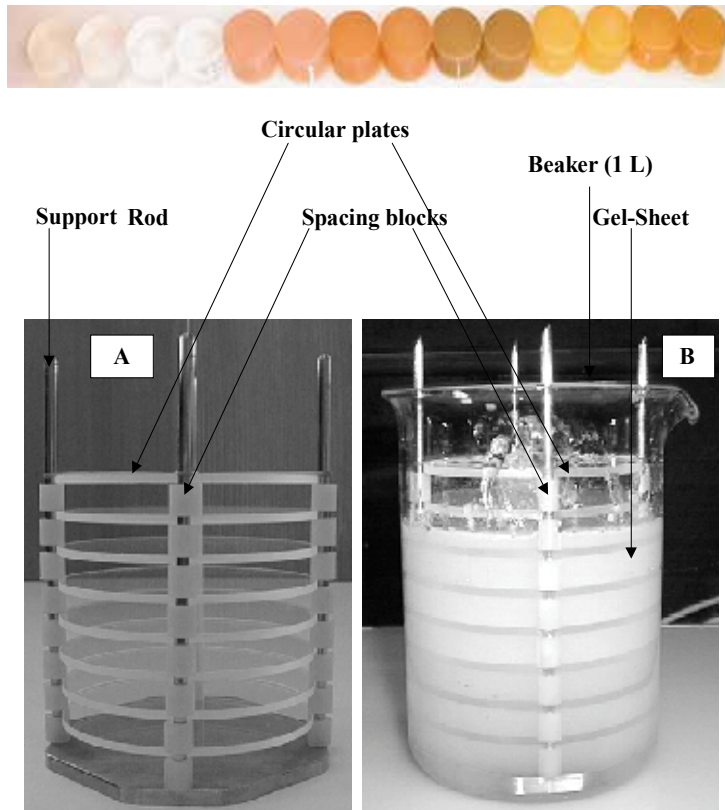 Circular plates
Beaker (1 L)
Support Rod
Spacing blocks
Gel-Sheet
A
B